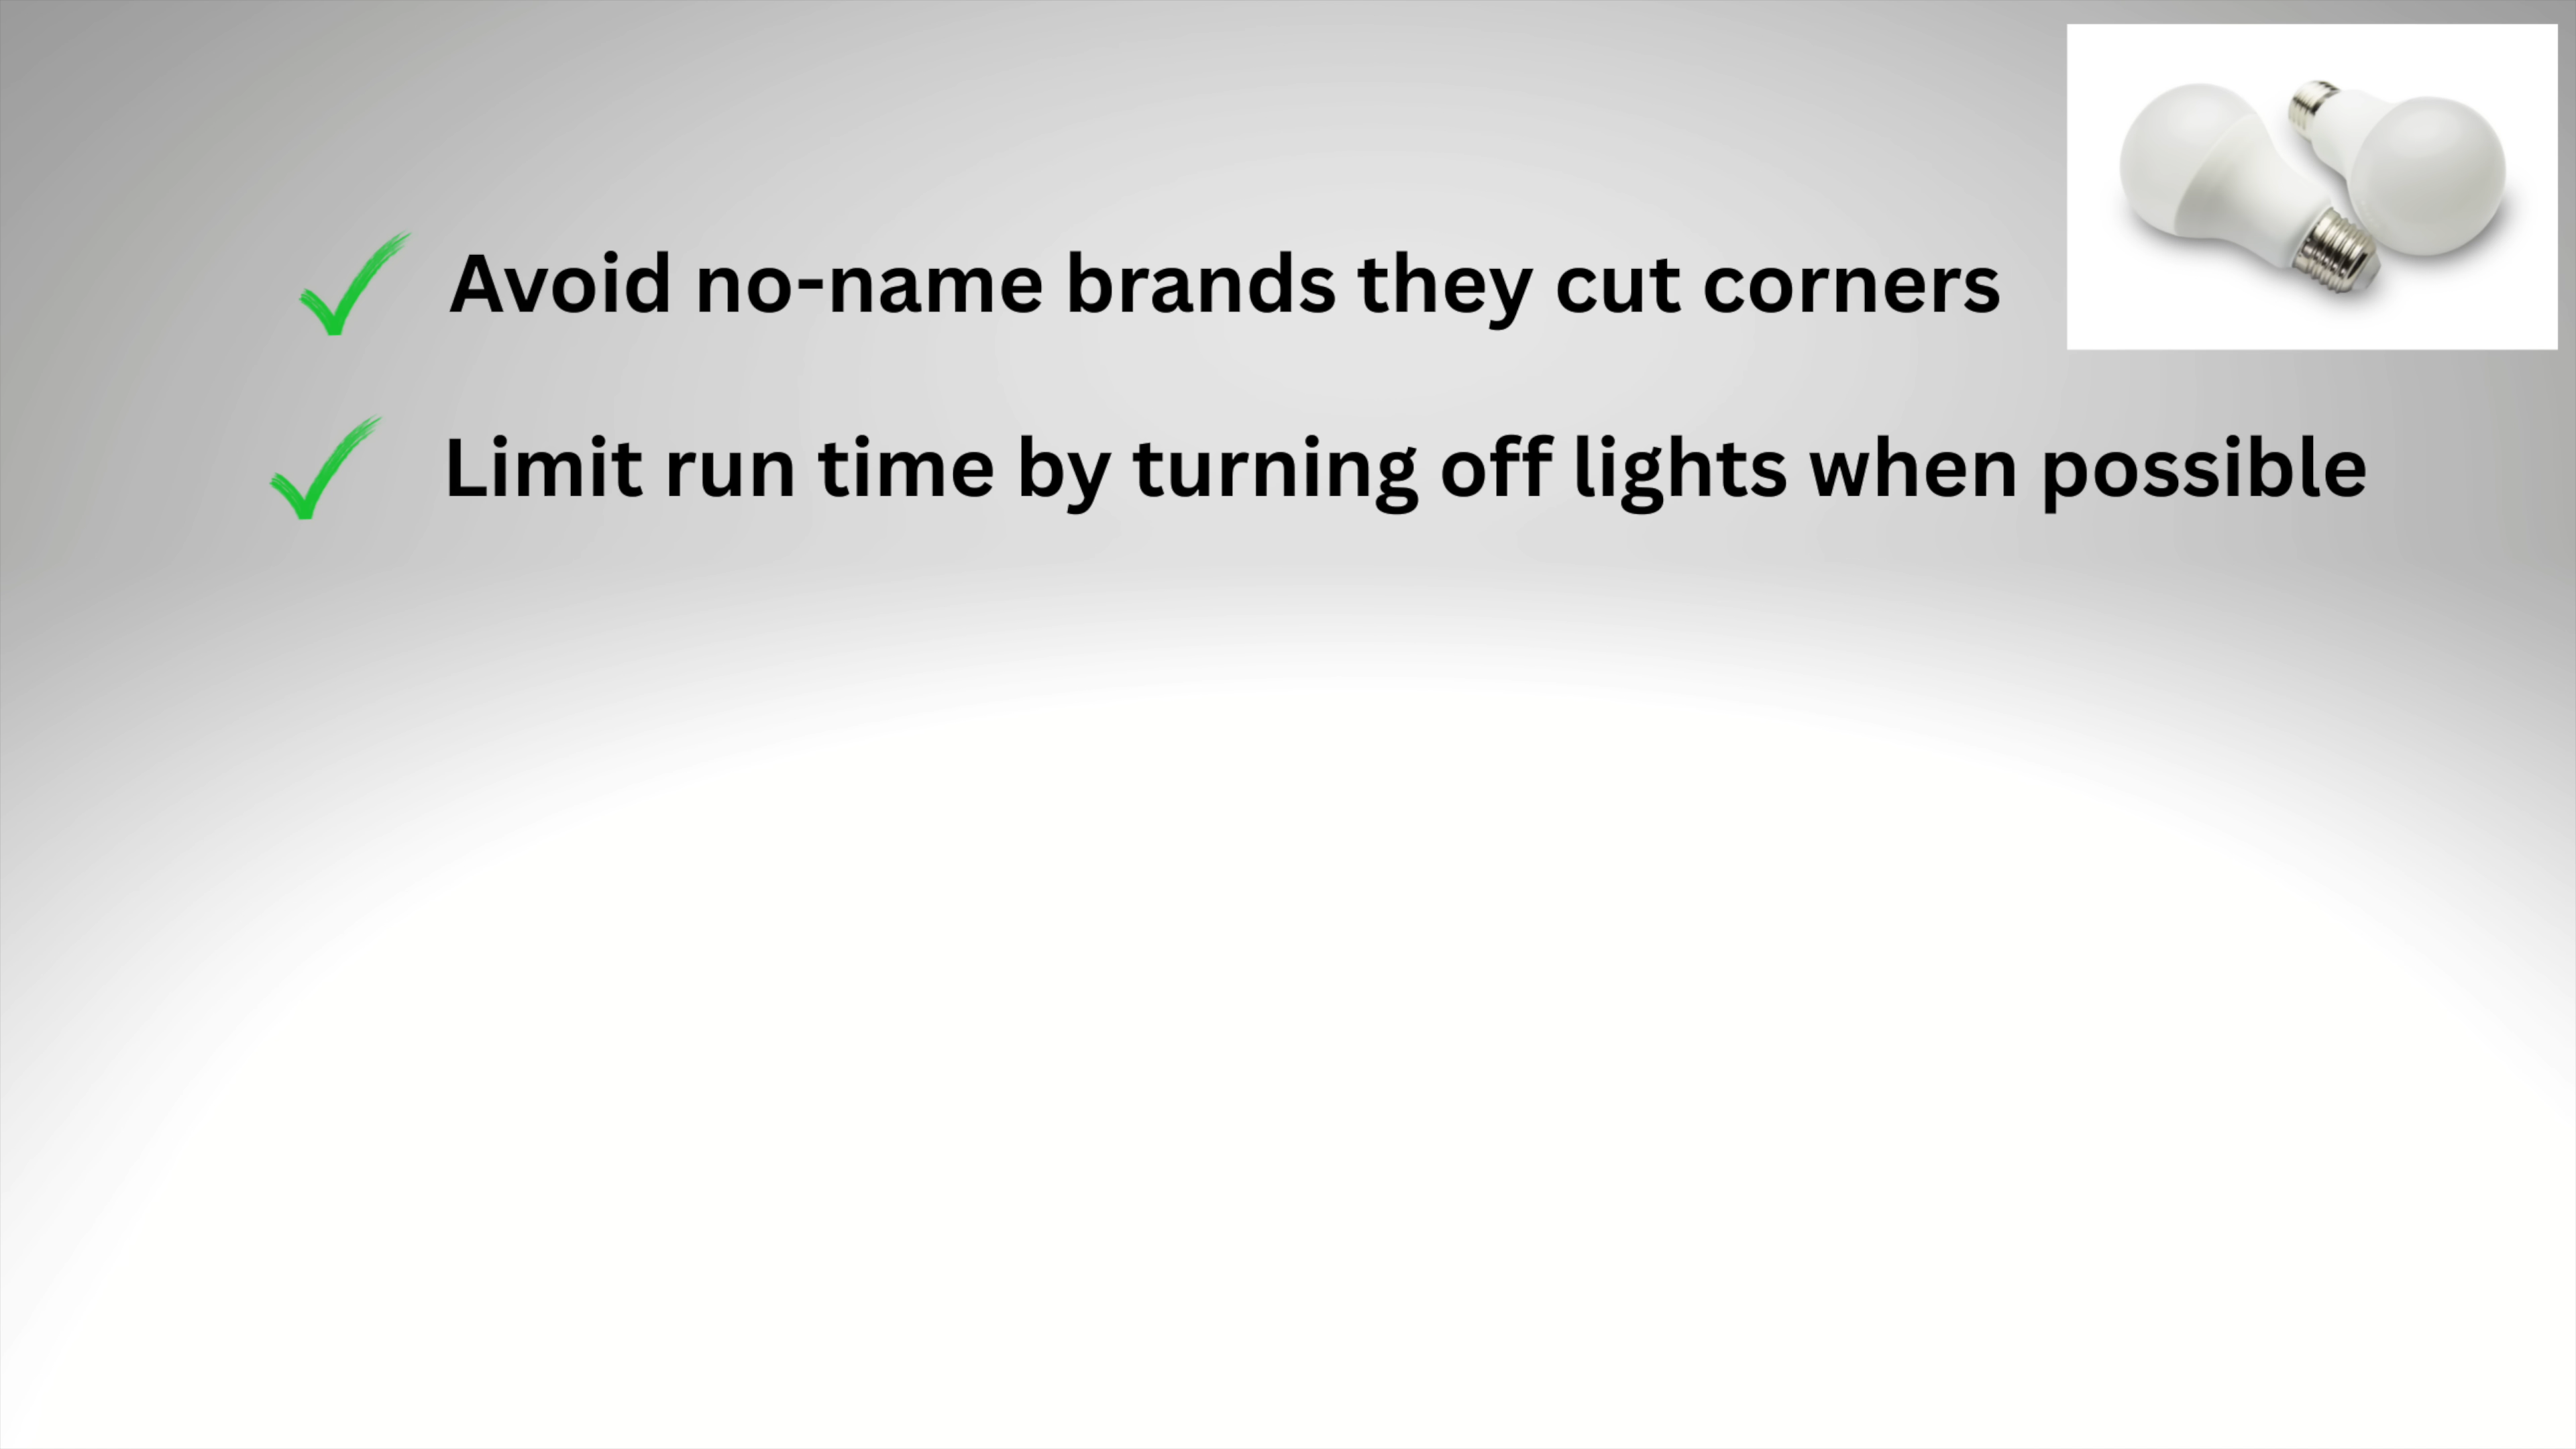 Avoid no-name brands they cut corners
Limit run time by turning off lights when possible